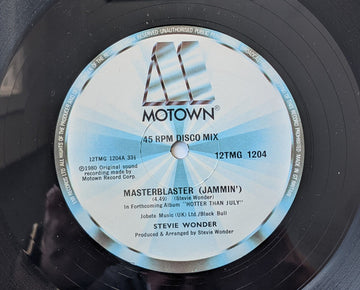 MOTOWN®
45 RPM DISCO MIX
12TMG 1204A 33⅓
℗1980 Original sound
recording made by
Motown Record Corp.
12TMG 1204
MASTERBLASTER (JAMMIN')
(4.49) (Stevie Wonder)
In Forthcoming Album "HOTTER THAN JULY"
Jobete Music (UK) Ltd./Black Bull
STEVIE WONDER
Produced & Arranged by Stevie Wonder